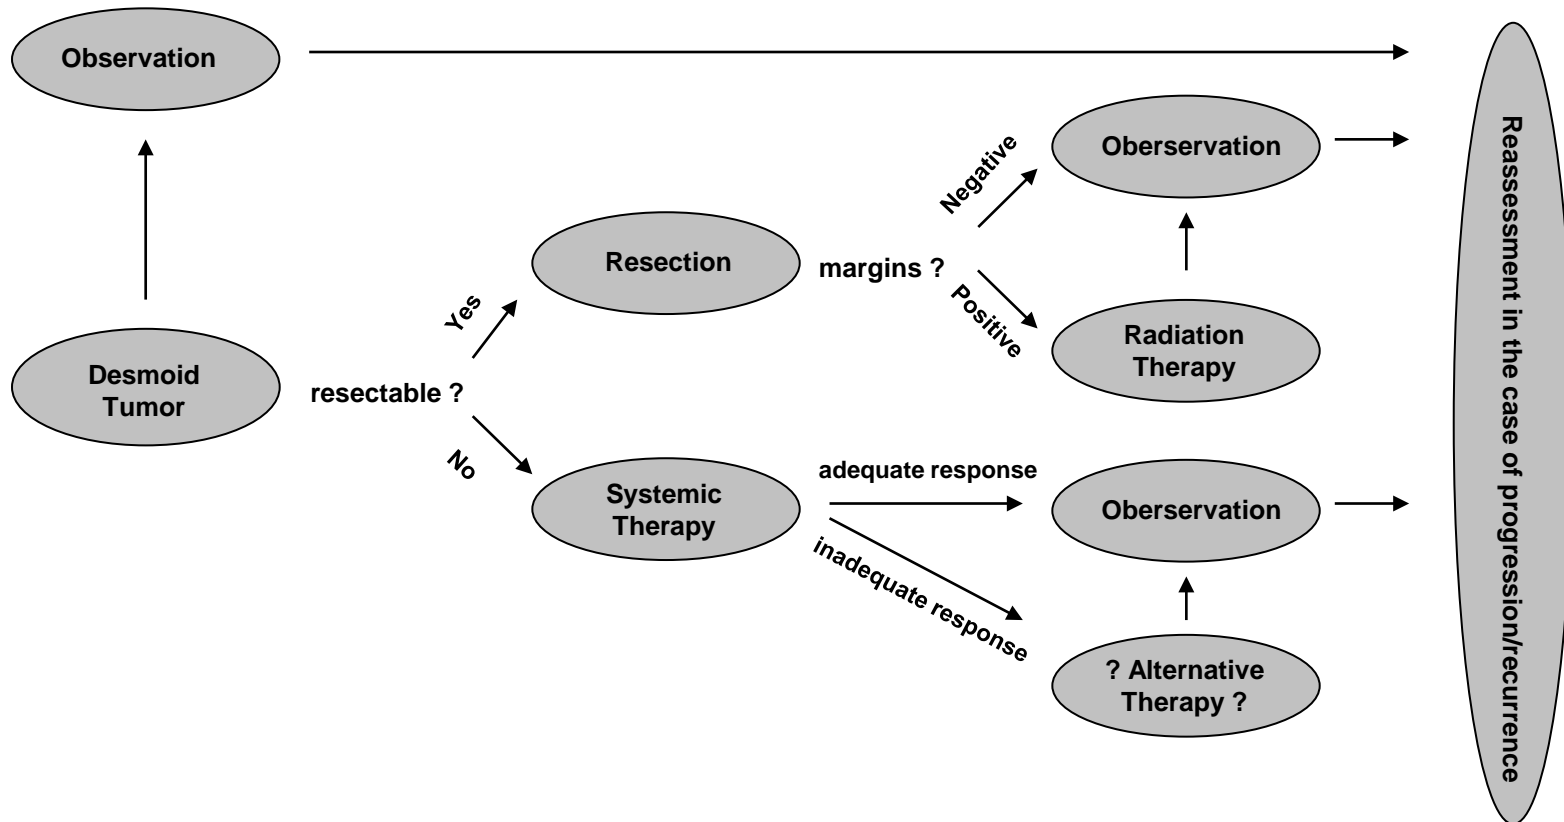 Observation
Desmoid
Tumor
resectable ?
Yes
No
Resection
margins ?
Negative
Positive
Oberservation
Radiation
Therapy
Systemic
Therapy
adequate response
inadequate response
Oberservation
? Alternative
Therapy ?
Reassessment in the case of progression/recurrence